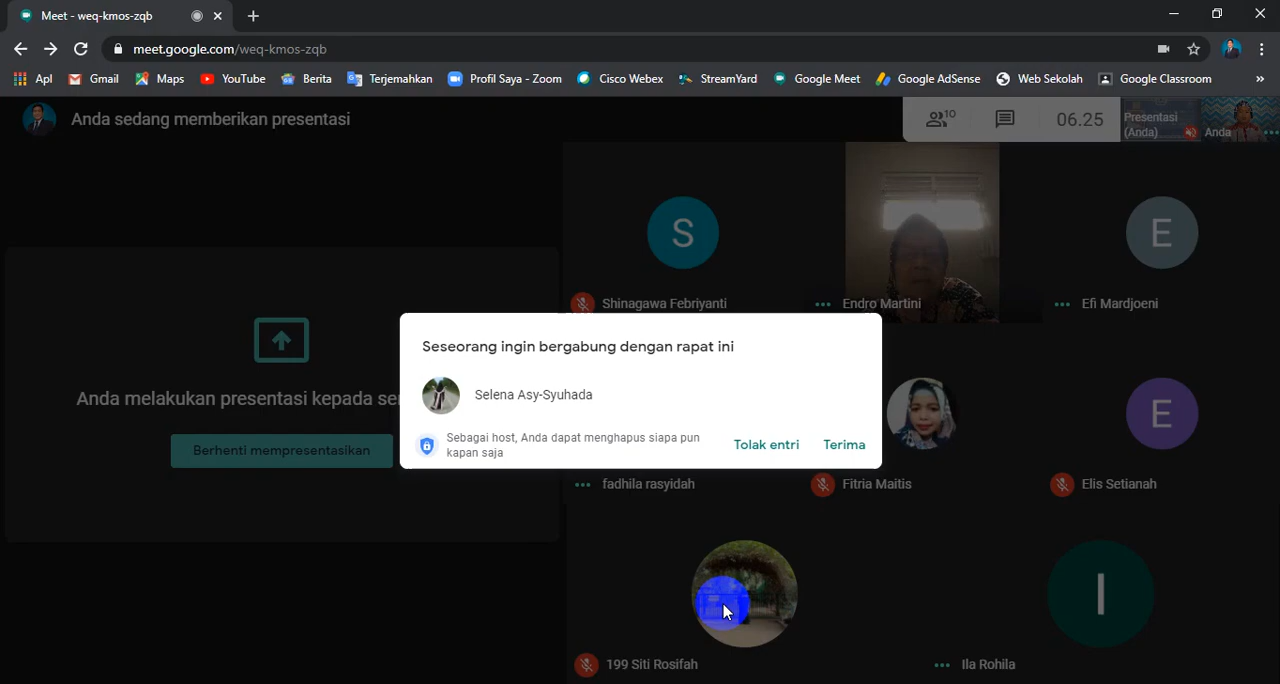 Meet - weq-kmos-zqb
meet.google.com/weq-kmos-zqb
Apl Gmail Maps YouTube Berita Terjemahkan Profil Saya - Zoom Cisco Webex StreamYard Google Meet Google AdSense Web Sekolah Google Classroom »
Anda sedang memberikan presentasi
10
06.25
Presentasi
(Anda)
Anda
S
E
Shinagawa Febriyanti
Endro Martini
Efi Mardjoeni
Seseorang ingin bergabung dengan rapat ini
Selena Asy-Syuhada
Sebagai host, Anda dapat menghapus siapa pun
kapan saja
Tolak entri
Terima
Anda melakukan presentasi kepada
Berhenti mempresentasikan
E
fadhila rasyidah
Fitria Maitis
Elis Setianah
I
199 Siti Rosifah
Ila Rohila